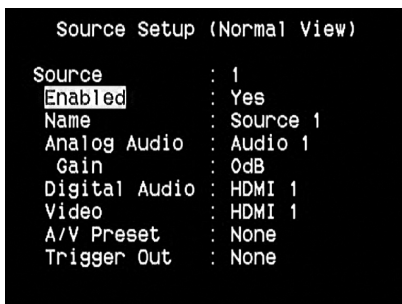 Source Setup (Normal View)
Source : 1
Enabled : Yes
Name : Source 1
Analog Audio : Audio 1
Gain : 0dB
Digital Audio : HDMI 1
Video : HDMI 1
A/V Preset : None
Trigger Out : None